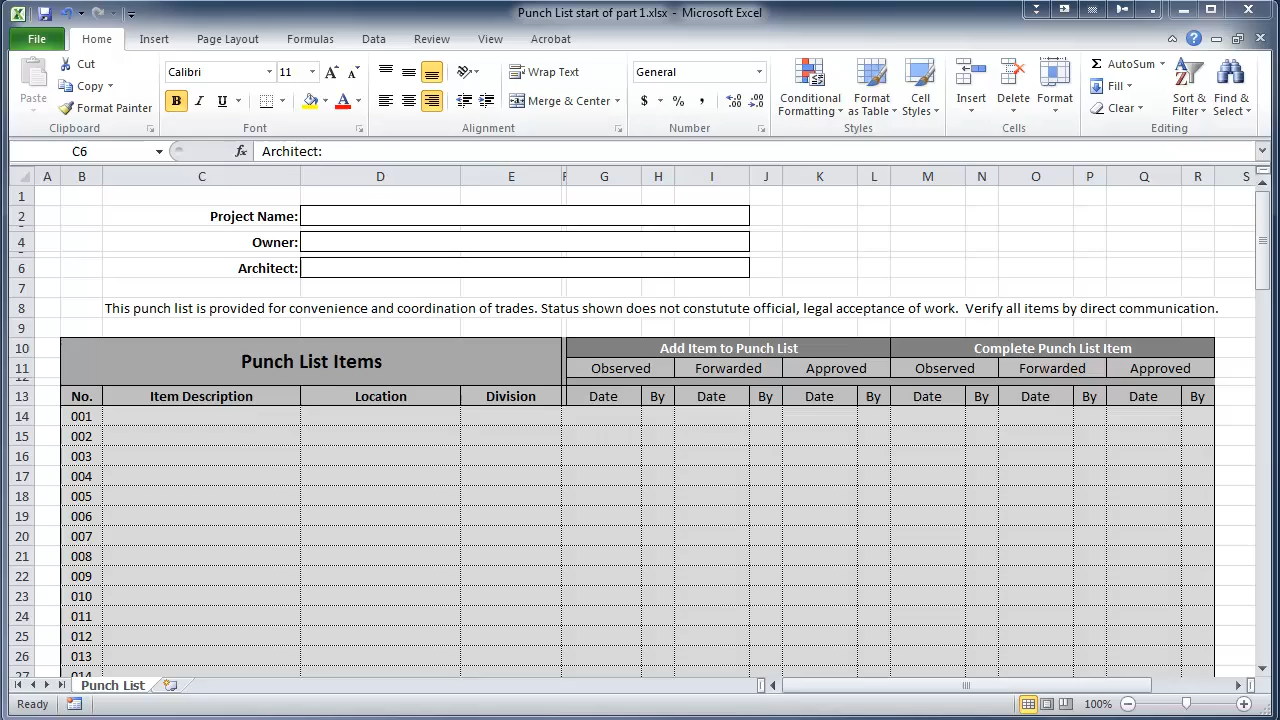 Punch List start of part 1.xlsx - Microsoft Excel
File Home Insert Page Layout Formulas Data Review View Acrobat
Paste Cut Copy Format Painter Clipboard
Calibri 11 A A B I U A Font
Wrap Text Merge & Center Alignment
General $ % , .00 .0 Number
Conditional Formatting Format as Table Cell Styles Styles
Insert Delete Format Cells
Σ AutoSum Fill Clear Sort & Filter Find & Select Editing
C6 fx Architect:
A B C D E F G H I J K L M N O P Q R S
1
2 Project Name:
4 Owner:
6 Architect:
7
8 This punch list is provided for convenience and coordination of trades. Status shown does not constutute official, legal acceptance of work. Verify all items by direct communication.
9
10 Punch List Items Add Item to Punch List Complete Punch List Item
11 Observed Forwarded Approved Observed Forwarded Approved
13 No. Item Description Location Division Date By Date By Date By Date By Date By Date By
14 001
15 002
16 003
17 004
18 005
19 006
20 007
21 008
22 009
23 010
24 011
25 012
26 013
27 014
Punch List
Ready 100%